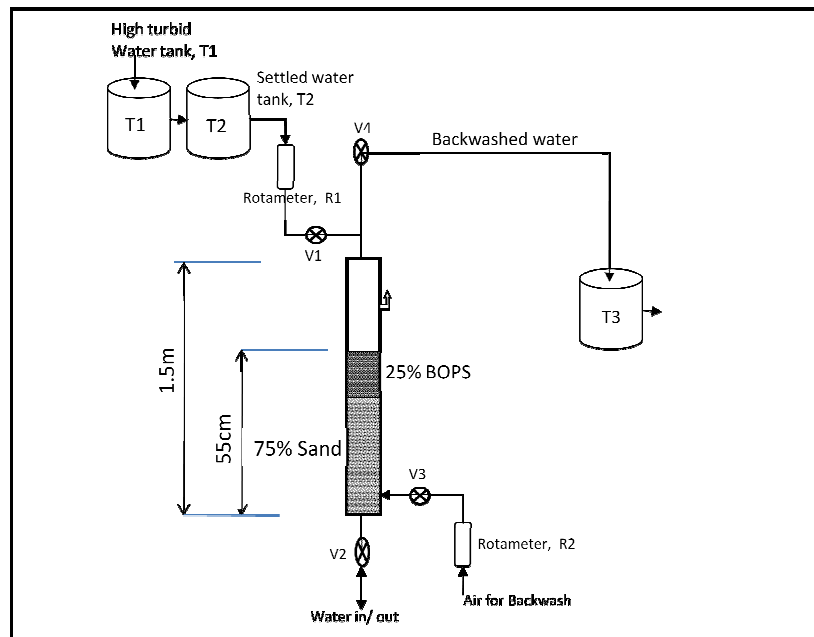 High turbid
Water tank, T1
Settled water
tank, T2
T1
T2
V4
Backwashed water
Rotameter, R1
V1
T3
1.5m
25% BOPS
55cm
75% Sand
V3
V2
Rotameter, R2
Air for Backwash
Water in/ out